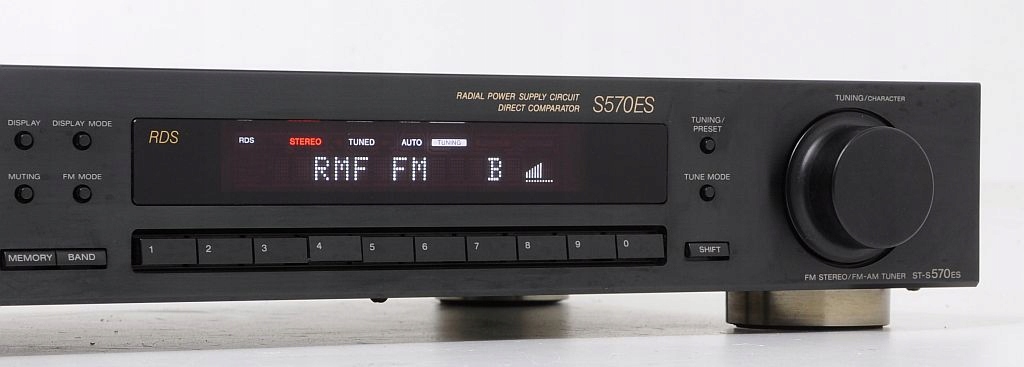 RADIAL POWER SUPPLY CIRCUIT
DIRECT COMPARATOR
S570ES
TUNING/CHARACTER
DISPLAY
DISPLAY MODE
RDS
RDS STEREO TUNED AUTO TUNING
RMF FM B
TUNING/
PRESET
MUTING
FM MODE
TUNE MODE
MEMORY
BAND
1 2 3 4 5 6 7 8 9 0
SHIFT
FM STEREO/FM-AM TUNER ST-S570ES